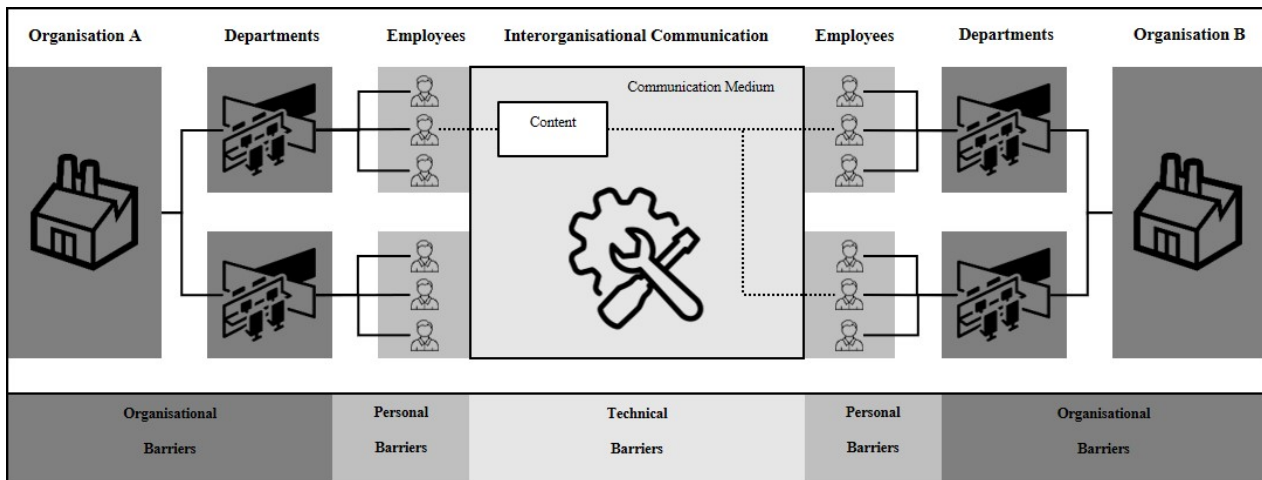 Organisation A
Departments
Employees
Interorganisational Communication
Employees
Departments
Organisation B
Communication Medium
Content
Organisational
Barriers
Personal
Barriers
Technical
Barriers
Personal
Barriers
Organisational
Barriers